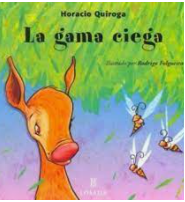 Horacio Quiroga
La gama ciega
Ilustrado por Rodrigo Folgueira